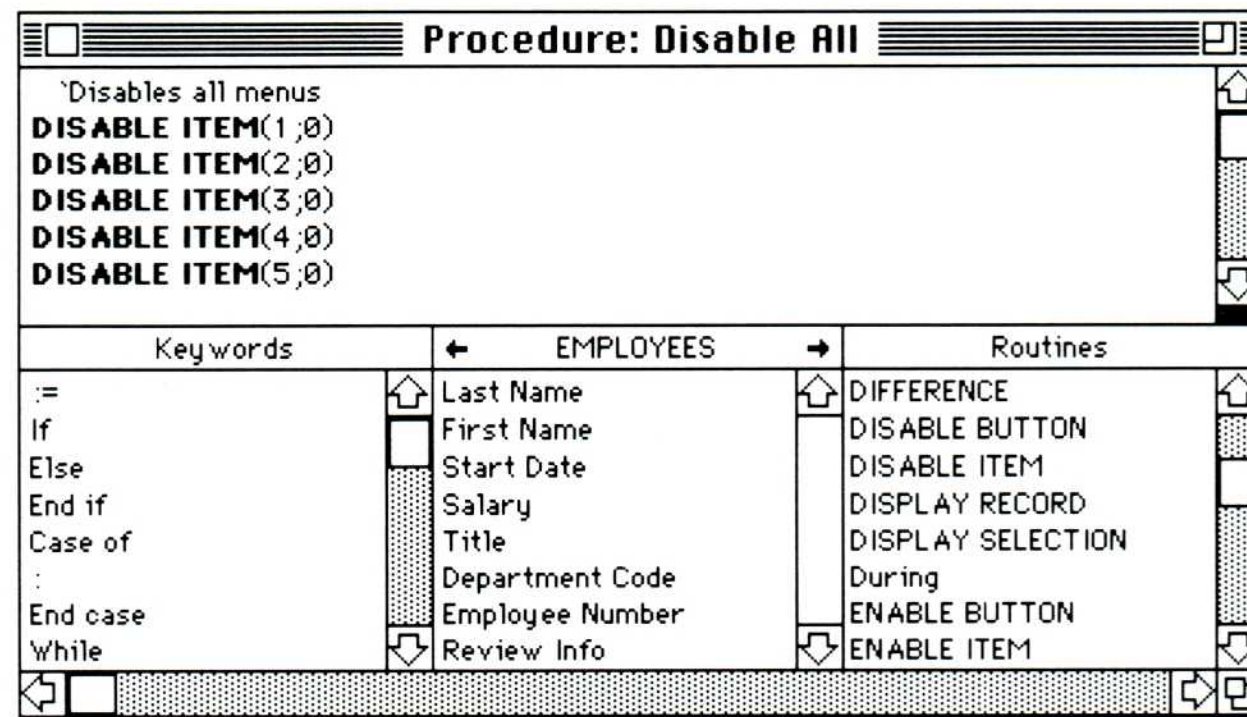 Procedure: Disable All
`Disables all menus
DISABLE ITEM(1;0)
DISABLE ITEM(2;0)
DISABLE ITEM(3;0)
DISABLE ITEM(4;0)
DISABLE ITEM(5;0)
Keywords
:=
If
Else
End if
Case of
:
End case
While
← EMPLOYEES →
Last Name
First Name
Start Date
Salary
Title
Department Code
Employee Number
Review Info
Routines
DIFFERENCE
DISABLE BUTTON
DISABLE ITEM
DISPLAY RECORD
DISPLAY SELECTION
During
ENABLE BUTTON
ENABLE ITEM